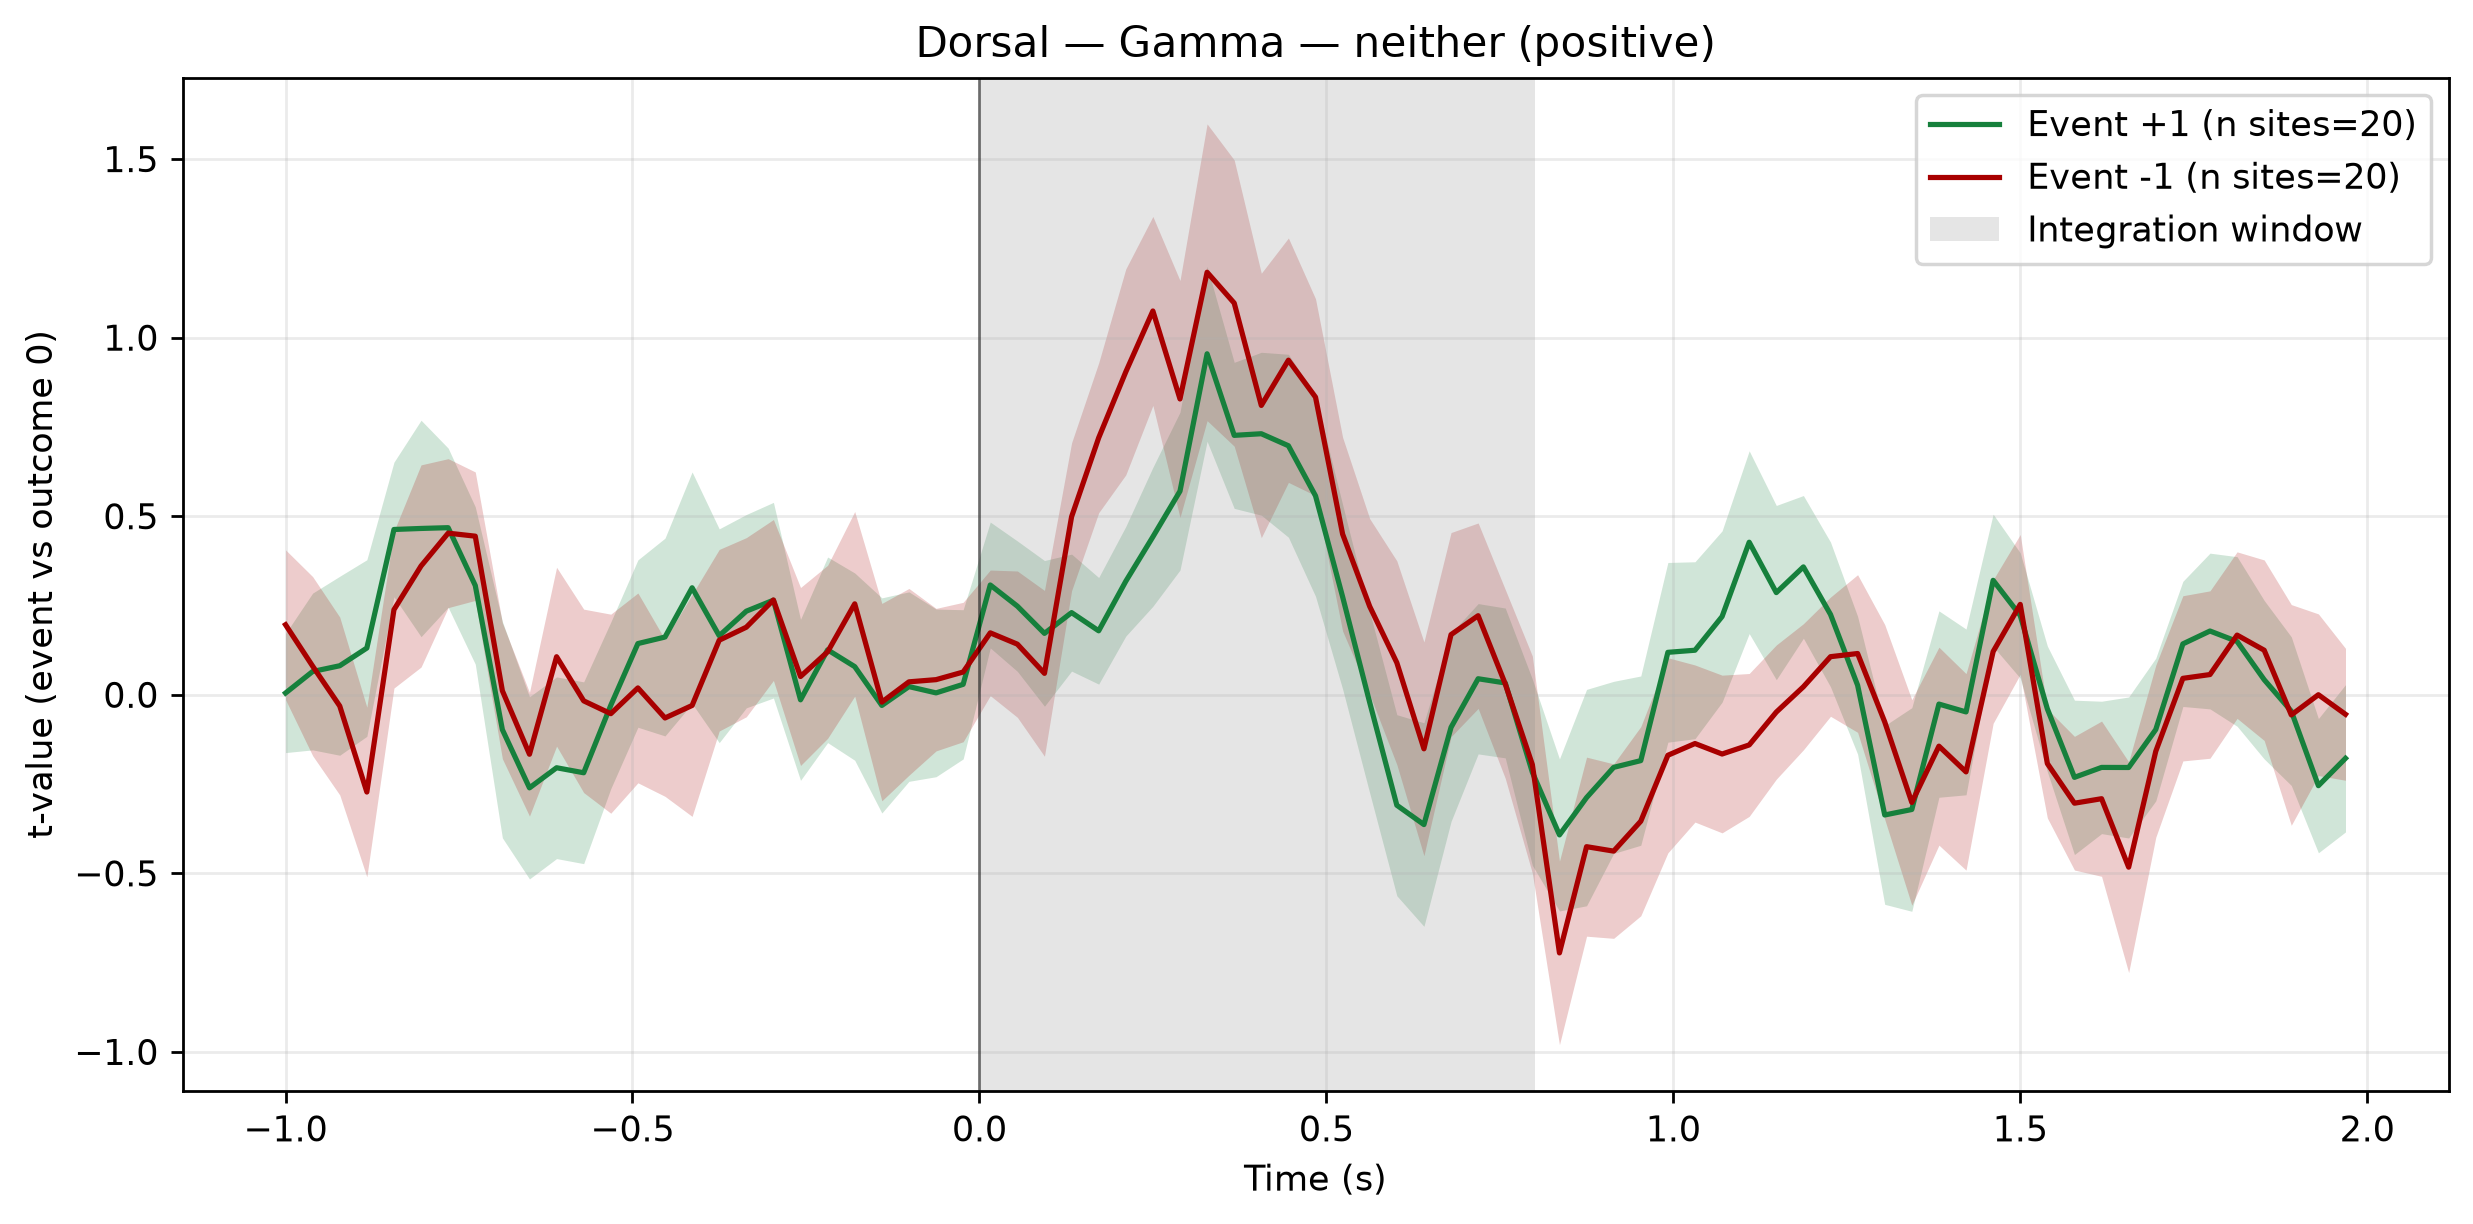 Dorsal — Gamma — neither (positive)
t-value (event vs outcome 0)
1.5
1.0
0.5
0.0
−0.5
−1.0
Event +1 (n sites=20)
Event -1 (n sites=20)
Integration window
−1.0
−0.5
0.0
0.5
1.0
1.5
2.0
Time (s)